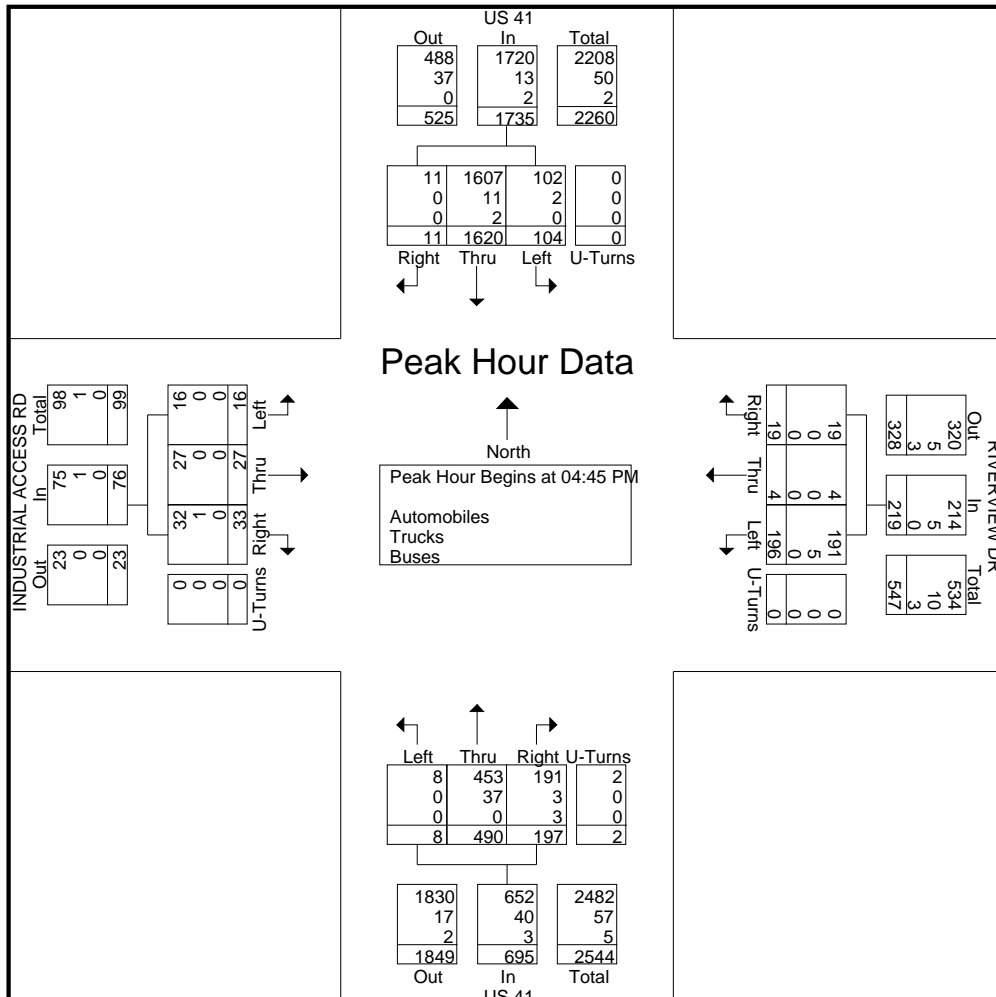 US 41
Out In Total
488 1720 2208
37 13 50
0 2 2
525 1735 2260
11 1607 102 0
0 11 2 0
0 2 0 0
11 1620 104 0
Right Thru Left U-Turns
Peak Hour Data
North
Peak Hour Begins at 04:45 PM
Automobiles
Trucks
Buses
INDUSTRIAL ACCESS RD
Total
98 1 0 99
In
75 1 0 76
Out
23 0 0 23
16 0 0 16
Left
27 0 0 27
Thru
32 1 0 33
Right
0 0 0 0
U-Turns
RIVERVIEW DR
Out
320 5 3 328
In
214 5 0 219
Total
534 10 3 547
Right
19 0 0 19
Thru
4 0 0 4
Left
191 5 0 196
U-Turns
0 0 0 0
Left Thru Right U-Turns
8 453 191 2
0 37 3 0
0 0 3 0
8 490 197 2
1830 652 2482
17 40 57
2 3 5
1849 695 2544
Out In Total
US 41